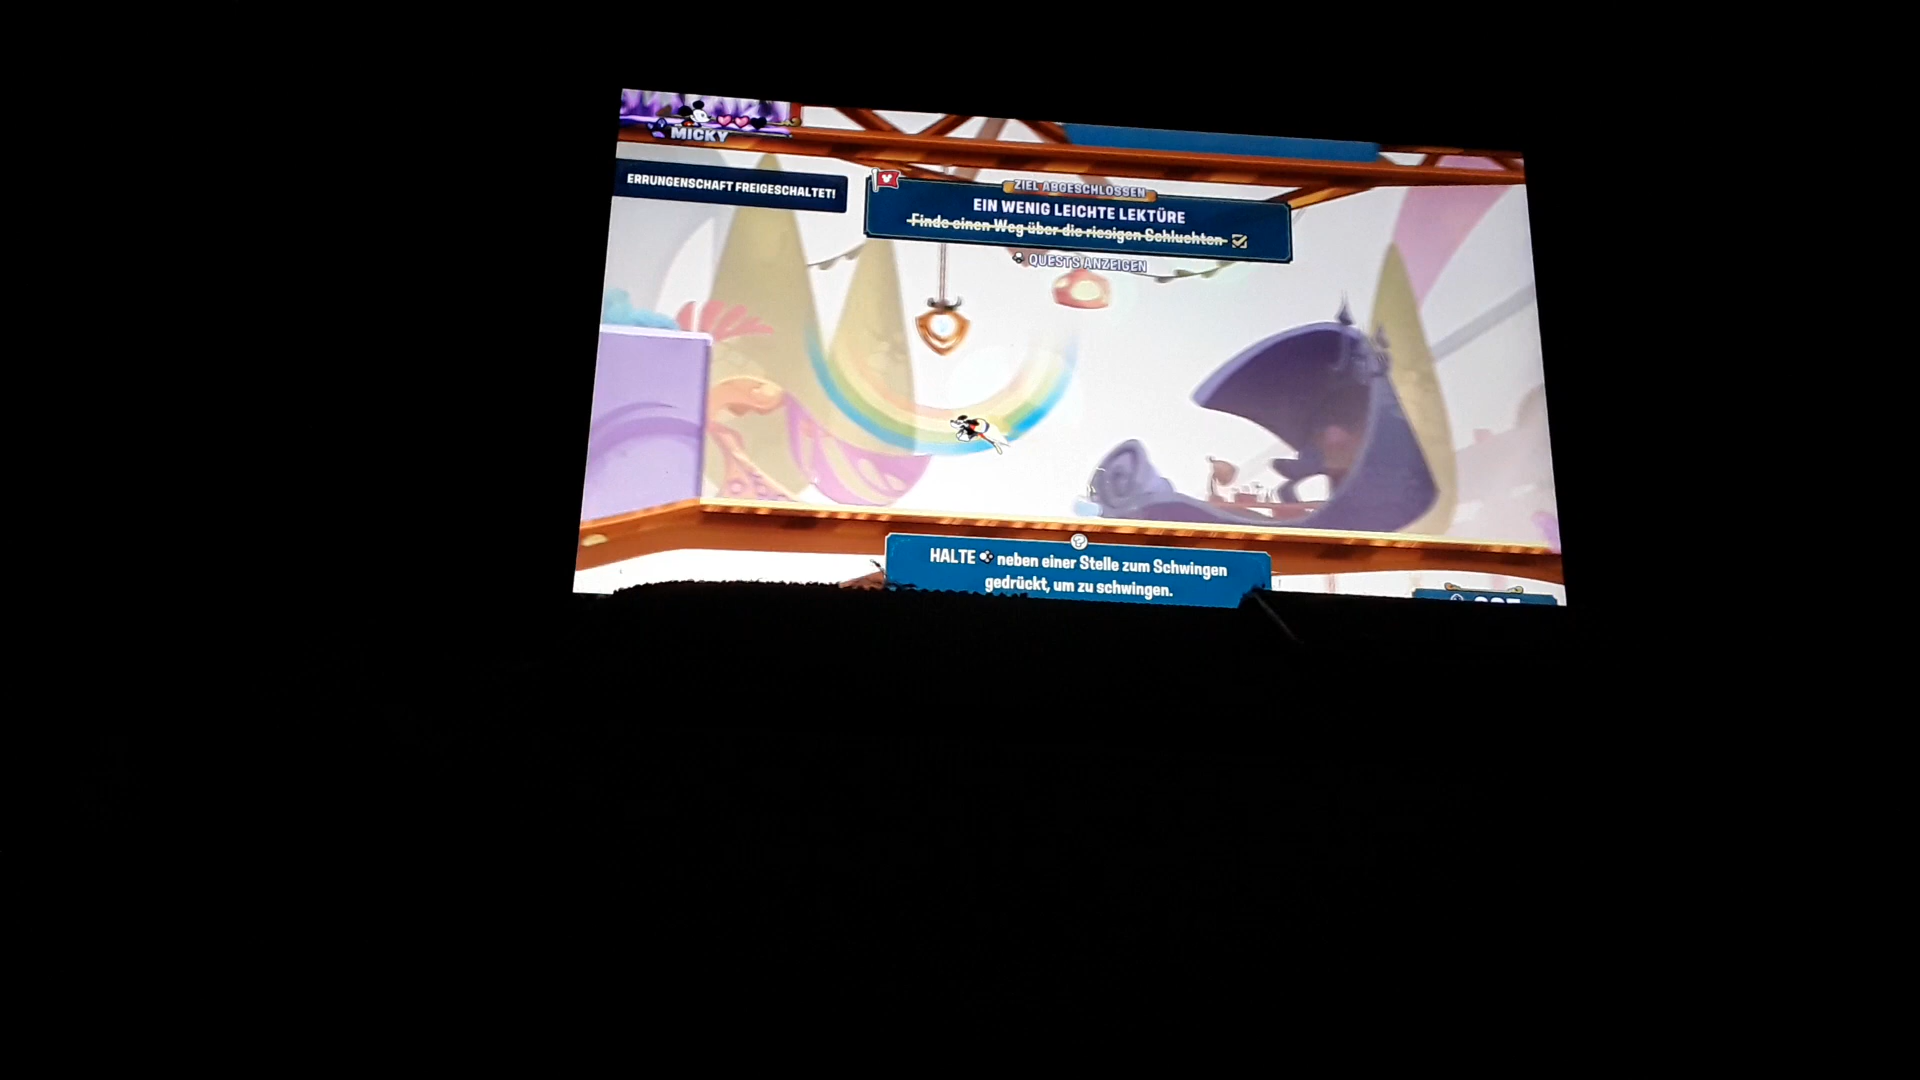 MICKY
ERRUNGENSCHAFT FREIGESCHALTET!
ZIEL ABGESCHLOSSEN
EIN WENIG LEICHTE LEKTÜRE
Finde einen Weg über die riesigen Schluchten
QUESTS ANZEIGEN
HALTE neben einer Stelle zum Schwingen
gedrückt, um zu schwingen.